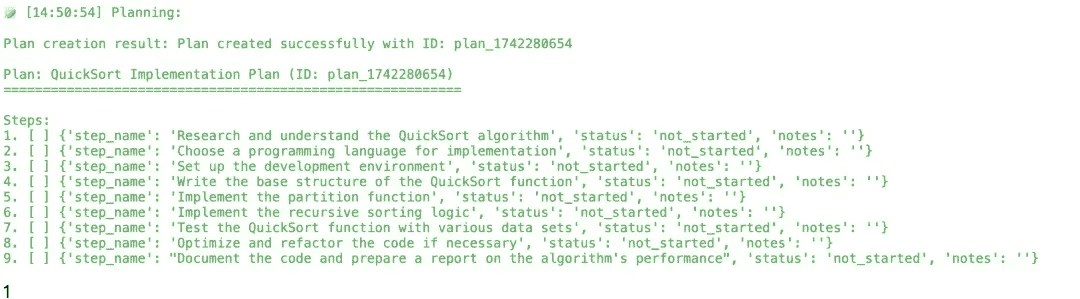 [14:50:54] Planning:
Plan creation result: Plan created successfully with ID: plan_1742280654
Plan: QuickSort Implementation Plan (ID: plan_1742280654)
==========================================================
Steps:
1. [ ] {'step_name': 'Research and understand the QuickSort algorithm', 'status': 'not_started', 'notes': ''}
2. [ ] {'step_name': 'Choose a programming language for implementation', 'status': 'not_started', 'notes': ''}
3. [ ] {'step_name': 'Set up the development environment', 'status': 'not_started', 'notes': ''}
4. [ ] {'step_name': 'Write the base structure of the QuickSort function', 'status': 'not_started', 'notes': ''}
5. [ ] {'step_name': 'Implement the partition function', 'status': 'not_started', 'notes': ''}
6. [ ] {'step_name': 'Implement the recursive sorting logic', 'status': 'not_started', 'notes': ''}
7. [ ] {'step_name': 'Test the QuickSort function with various data sets', 'status': 'not_started', 'notes': ''}
8. [ ] {'step_name': 'Optimize and refactor the code if necessary', 'status': 'not_started', 'notes': ''}
9. [ ] {'step_name': "Document the code and prepare a report on the algorithm's performance", 'status': 'not_started', 'notes': ''}
1